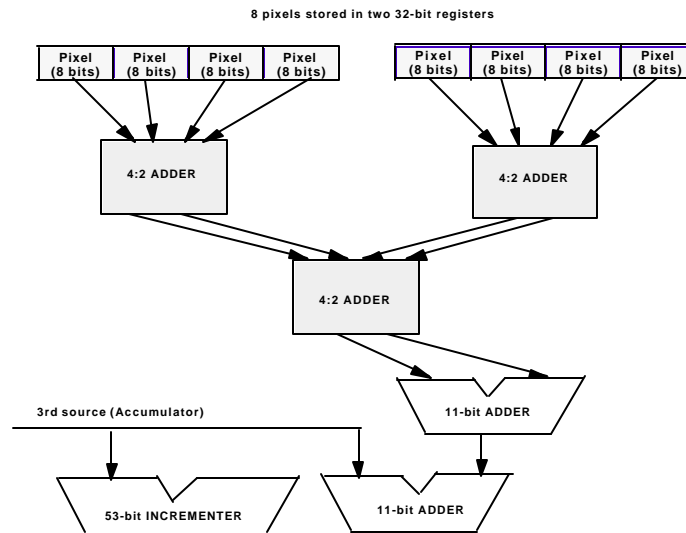 8 pixels stored in two 32-bit registers
Pixel Pixel Pixel Pixel Pixel Pixel Pixel Pixel
(8 bits) (8 bits) (8 bits) (8 bits) (8 bits) (8 bits) (8 bits) (8 bits)
4:2 ADDER 4:2 ADDER
4:2 ADDER
3rd source (Accumulator) 11-bit ADDER
53-bit INCREMENTER 11-bit ADDER